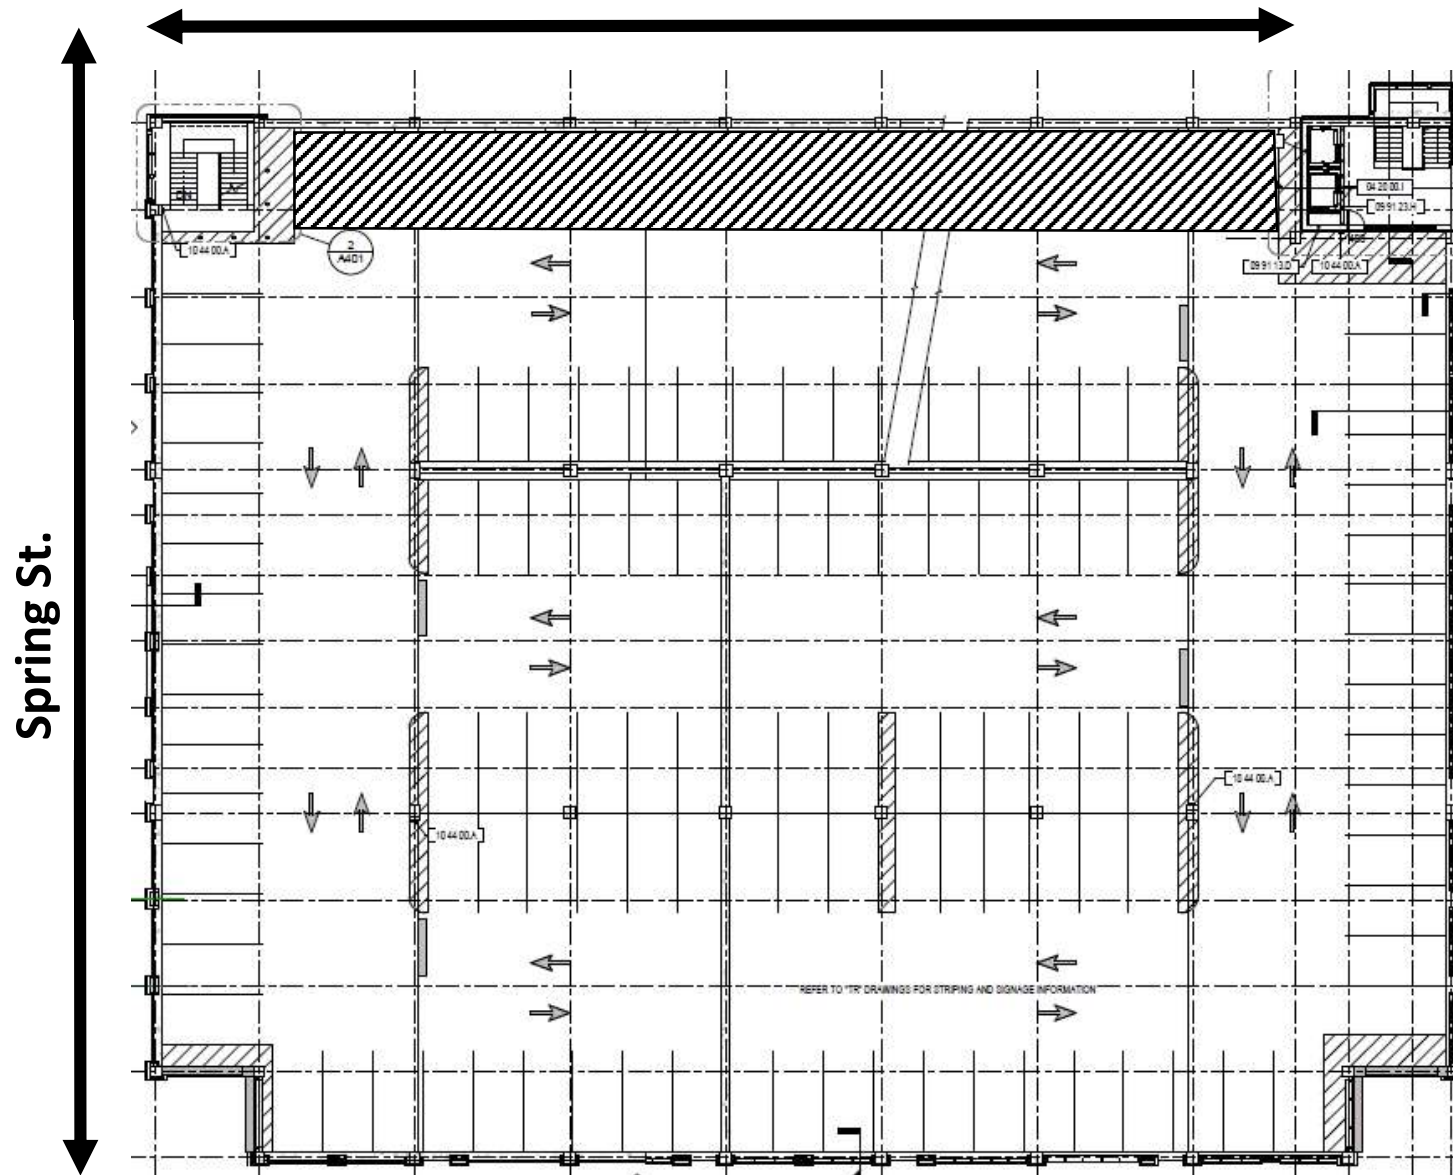 04 20 00.I
09 91 23.H
10 44 00.A
2
A401
09 91 13.D
10 44 00.A
Spring St.
10 44 00.A
10 44 00.A
REFER TO "TR" DRAWINGS FOR STRIPING AND SIGNAGE INFORMATION